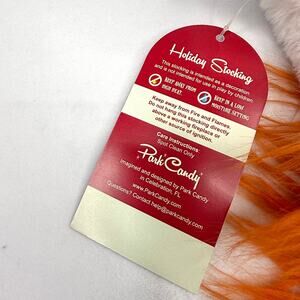 Holiday Stocking
This stocking is intended as a decoration
and is not intended for use in play by children.
KEEP AWAY FROM
HIGH HEAT.
KEEP IN A LOW
MOISTURE SETTING
Keep away from Fire and Flames.
Do not hang this stocking directly
above a working fireplace or
other source of ignition.
Care Instructions:
Spot Clean Only
Park Candy
Imagined and designed by Park Candy
in Celebration, FL
www.ParkCandy.com
Questions? Contact help@parkcandy.com